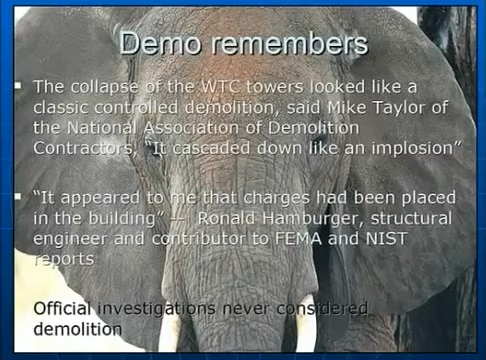 Demo remembers
The collapse of the WTC towers looked like a
classic controlled demolition, said Mike Taylor of
the National Association of Demolition
Contractors, “It cascaded down like an implosion”
“It appeared to me that charges had been placed
in the building” – Ronald Hamburger, structural
engineer and contributor to FEMA and NIST
reports
Official investigations never considered
demolition